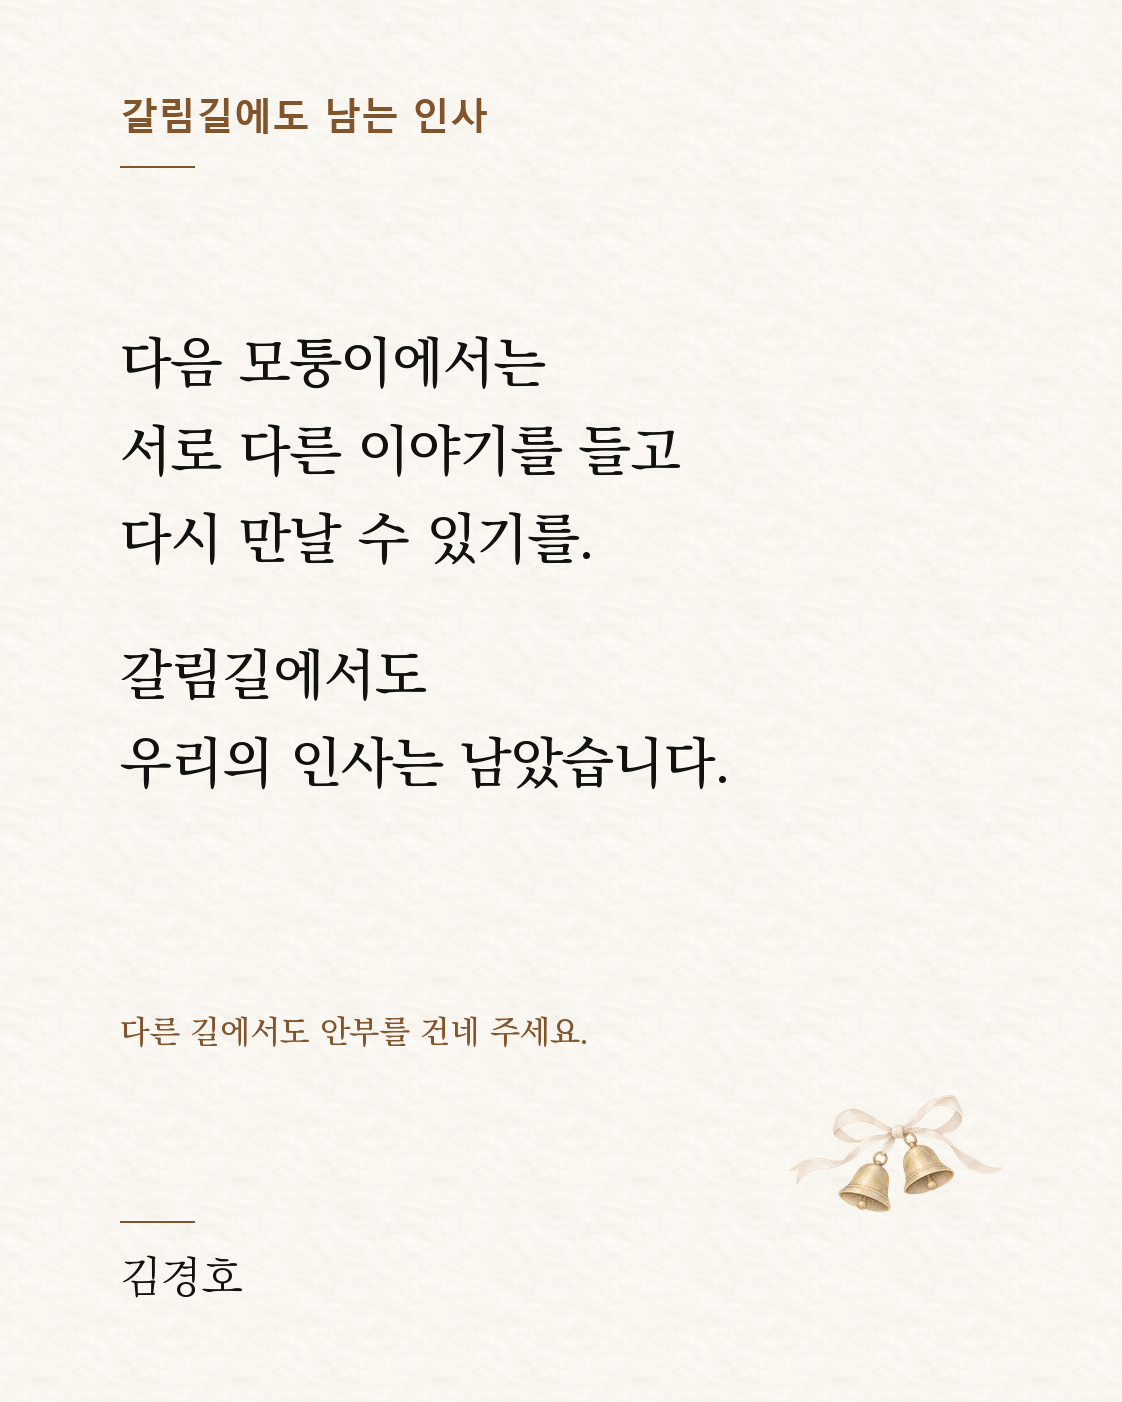 갈림길에도 남는 인사
다음 모퉁이에서는
서로 다른 이야기를 들고
다시 만날 수 있기를.
갈림길에서도
우리의 인사는 남았습니다.
다른 길에서도 안부를 건네 주세요.
김경호